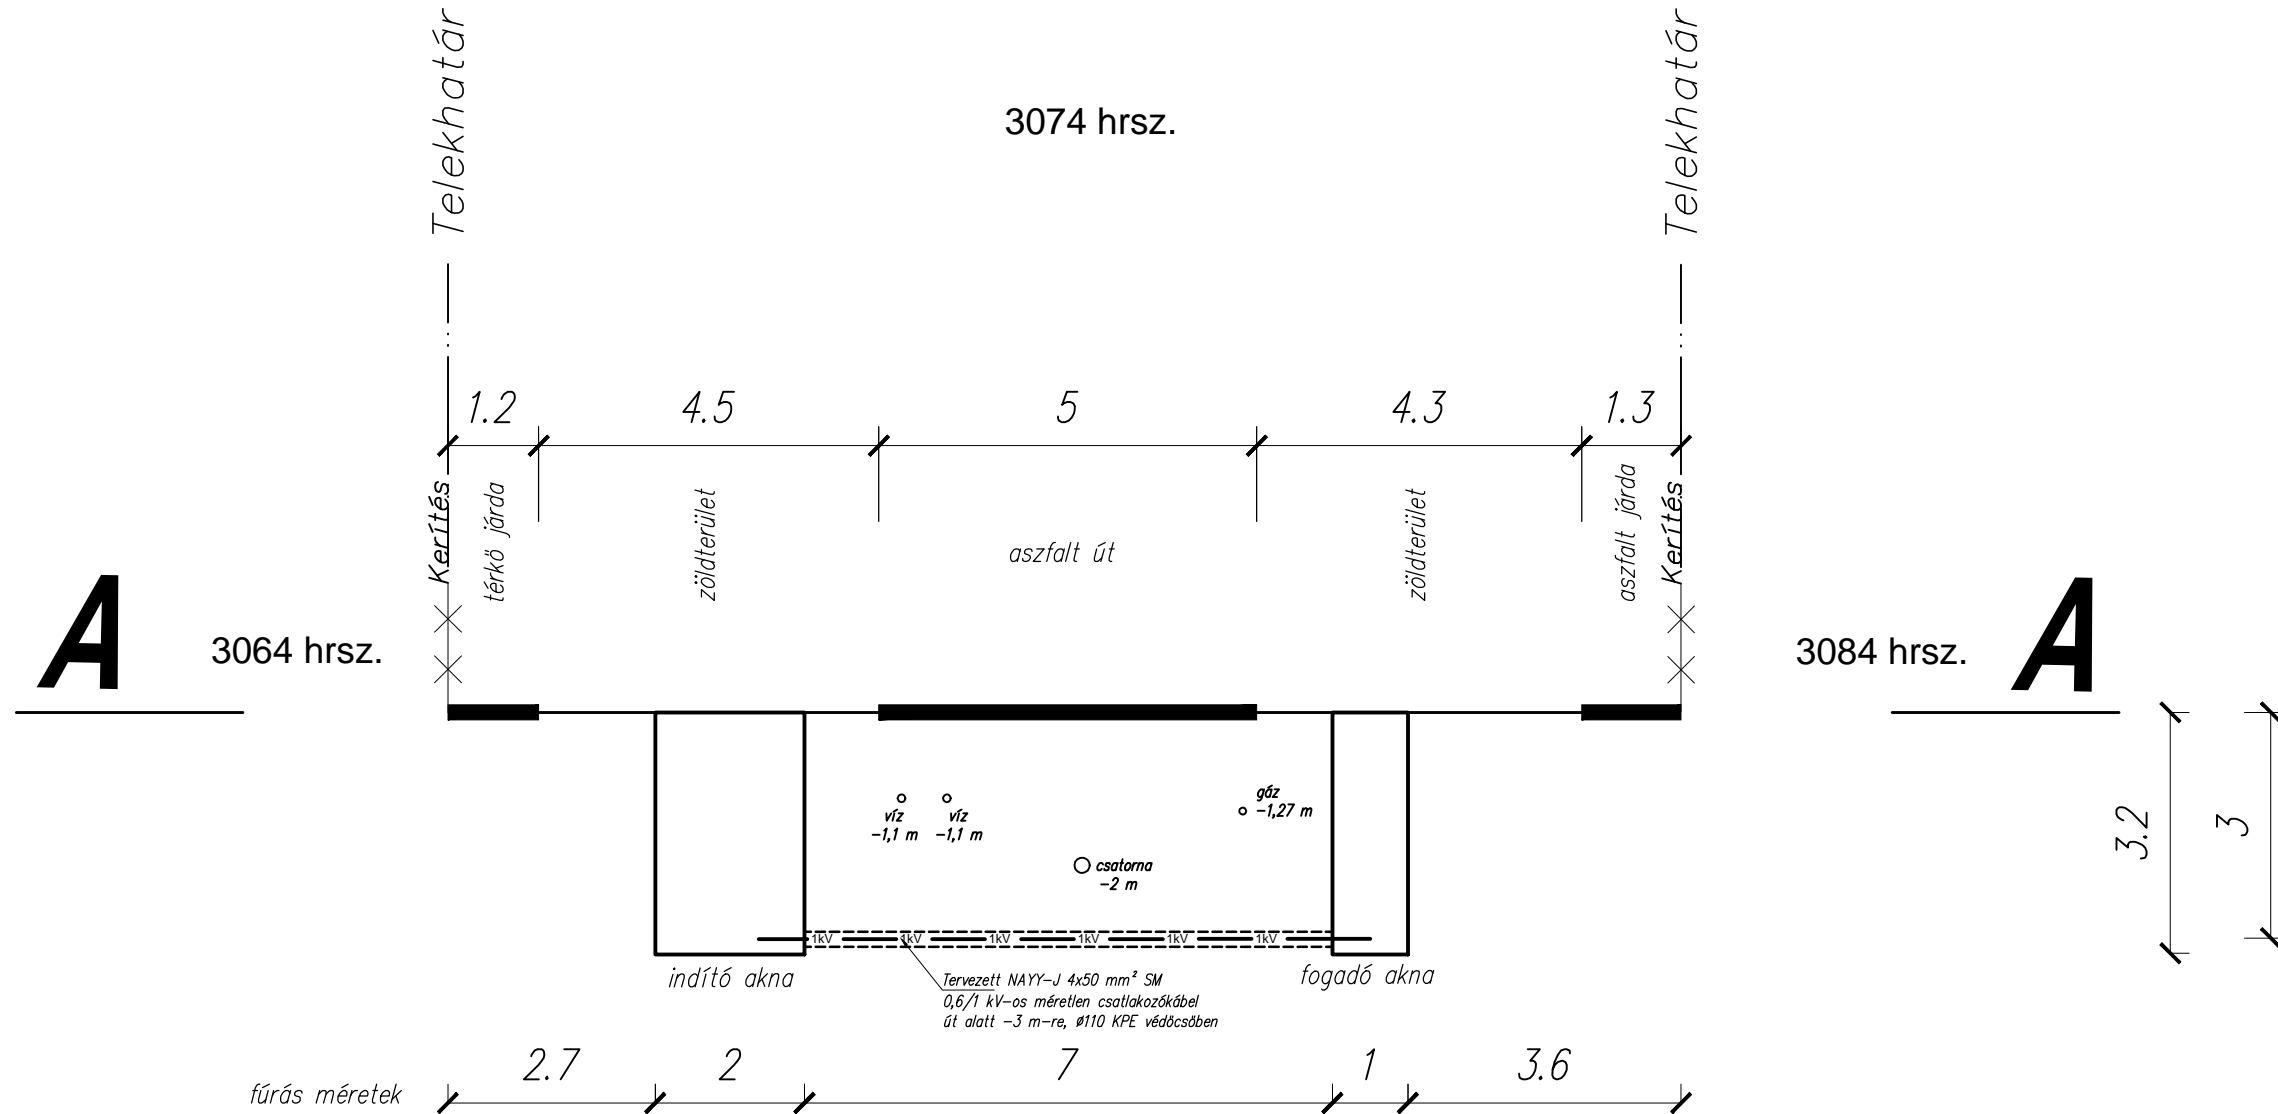 Telekhatár
Telekhatár
3074 hrsz.
1.2
4.5
5
4.3
1.3
Kerítés
térkö járda
zöldterület
aszfalt út
zöldterület
aszfalt járda
Kerítés
A
3064 hrsz.
3084 hrsz.
A
víz
-1,1 m
víz
-1,1 m
gáz
-1,27 m
csatorna
-2 m
3.2
3
1kV
1kV
1kV
1kV
1kV
1kV
indító akna
fogadó akna
Tervezett NAYY-J 4x50 mm² SM
0,6/1 kV-os méretlen csatlakozókábel
út alatt -3 m-re, ø110 KPE védöcsöben
fúrás méretek
2.7
2
7
1
3.6